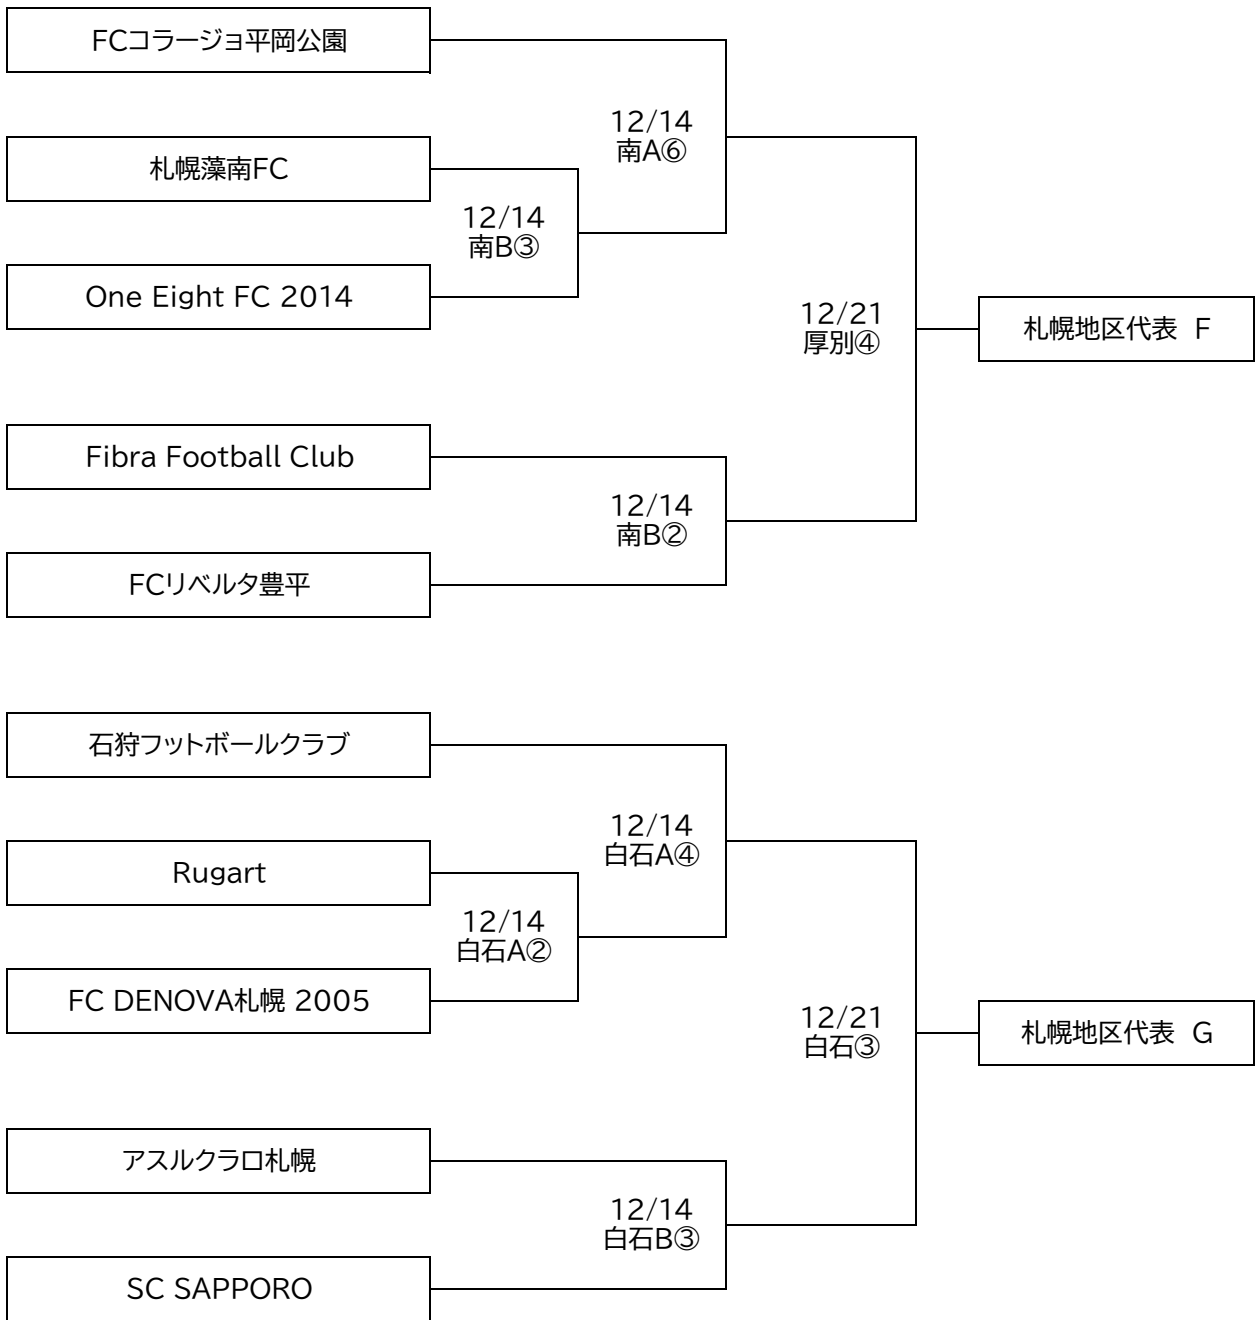 FCコラージョ平岡公園
12/14
南A⑥
札幌藻南FC
12/14
南B③
One Eight FC 2014
12/21
厚別④
札幌地区代表 F
Fibra Football Club
12/14
南B②
FCリベルタ豊平
石狩フットボールクラブ
12/14
白石A④
Rugart
12/14
白石A②
FC DENOVA札幌 2005
12/21
白石③
札幌地区代表 G
アスルクラロ札幌
12/14
白石B③
SC SAPPORO